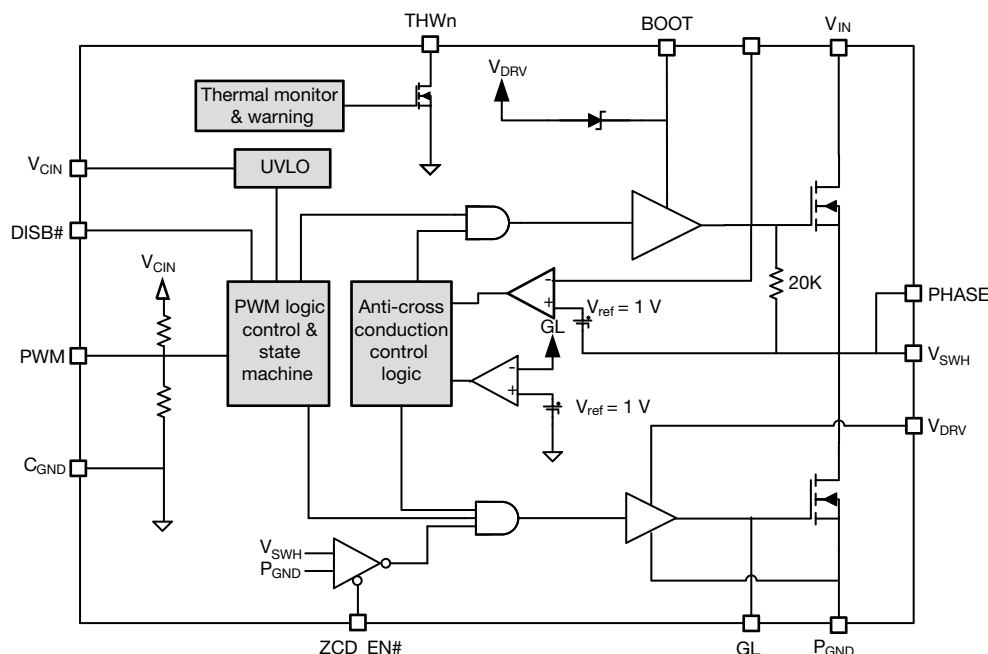 THWn
BOOT
VIN
VDRV
Thermal monitor
& warning
VCIN
UVLO
DISB#
VCIN
PWM logic
control &
state
machine
Anti-cross
conduction
control
logic
-
+
Vref = 1 V
GL
20K
PHASE
PWM
VSWH
-
+
Vref = 1 V
VDRV
CGND
VSWH
PGND
ZCD_EN#
GL
PGND